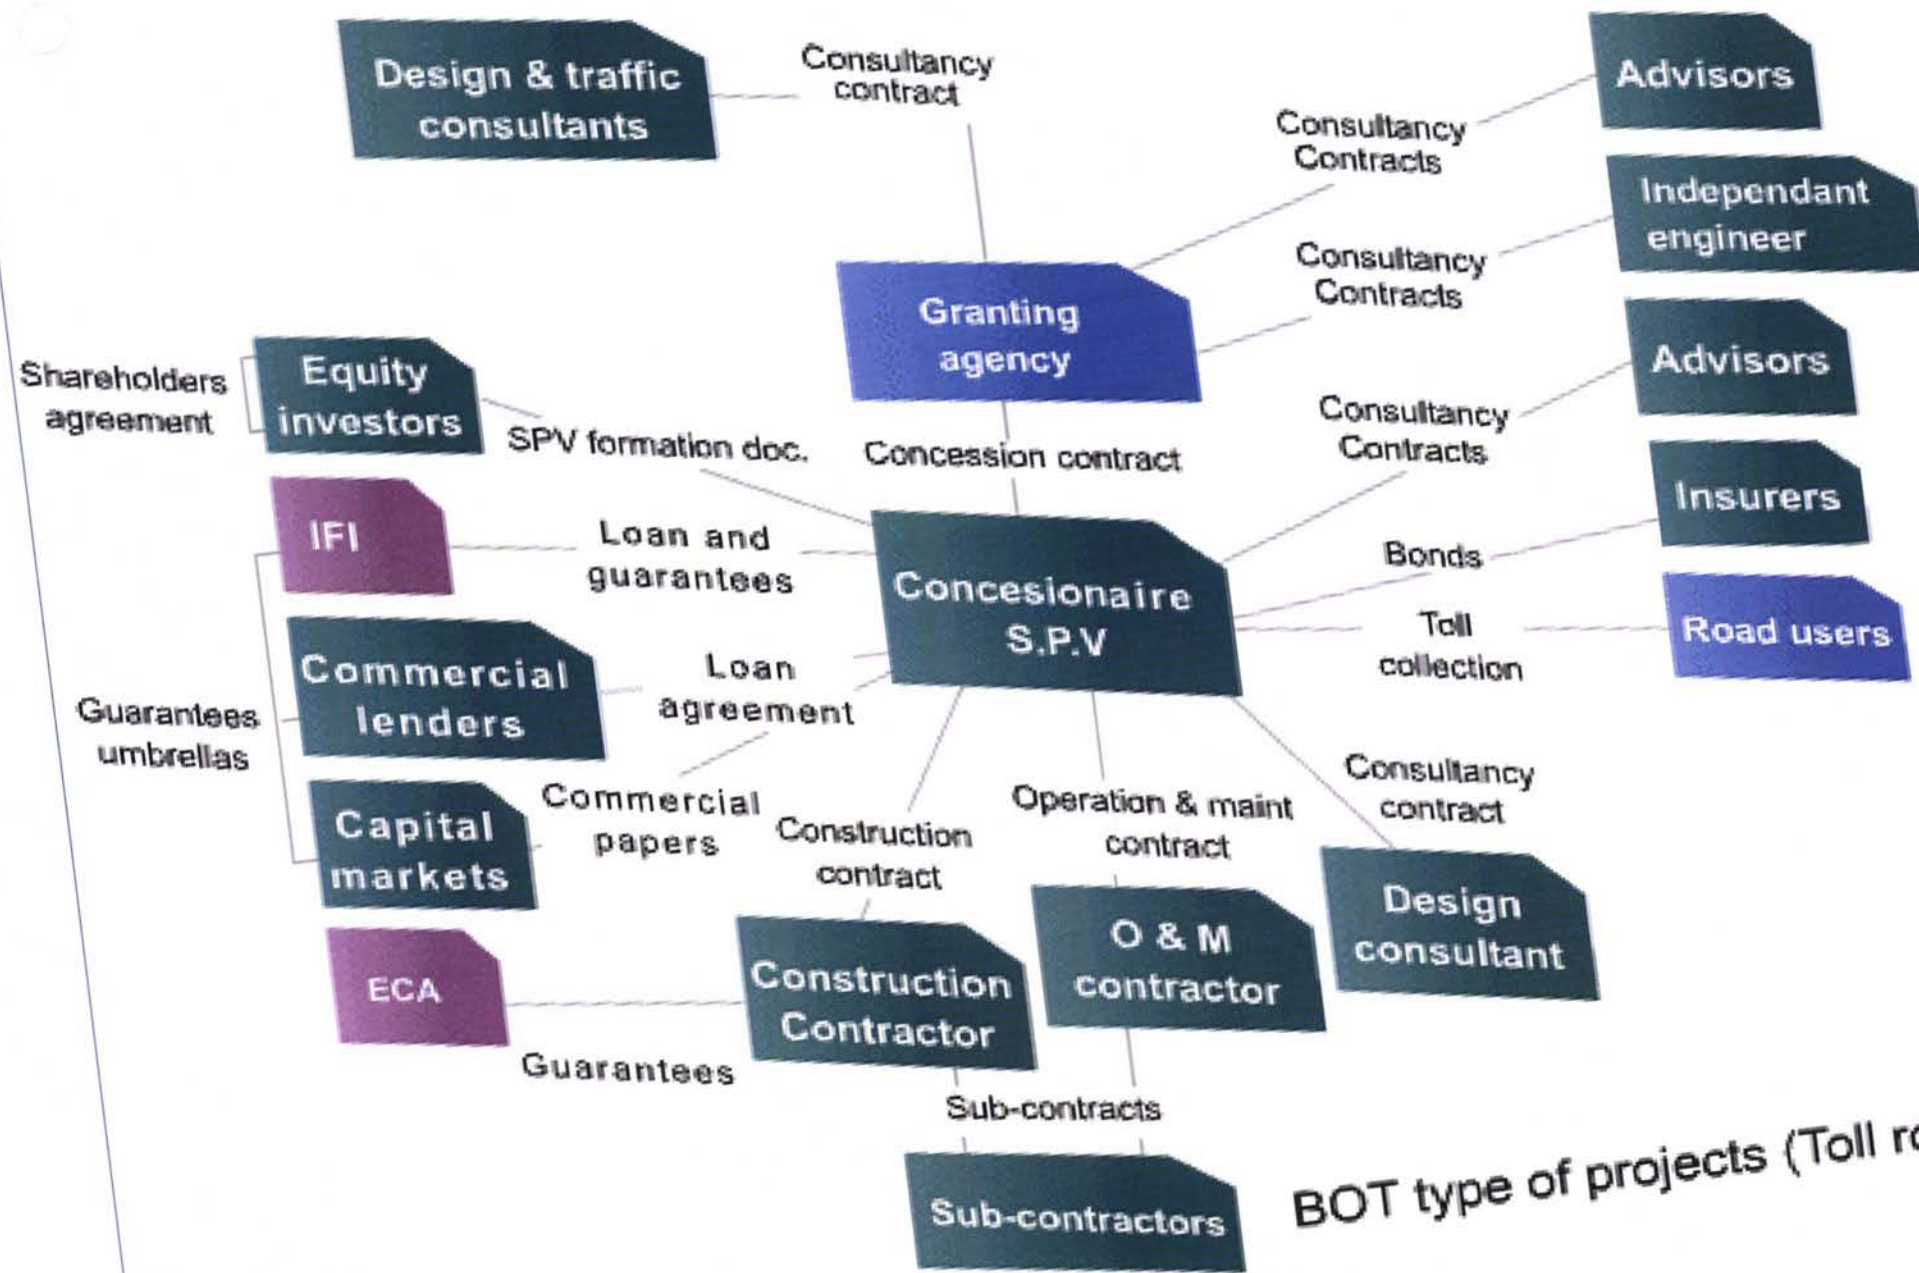 Design & traffic
consultants
Consultancy
contract
Advisors
Consultancy
Contracts
Independant
engineer
Consultancy
Contracts
Granting
agency
Advisors
Consultancy
Contracts
Shareholders
agreement
Equity
investors
SPV formation doc.
Concession contract
Insurers
IFI
Loan and
guarantees
Concesionaire
S.P.V
Bonds
Toll
collection
Road users
Guarantees
umbrellas
Commercial
lenders
Loan
agreement
Capital
markets
Commercial
papers
Construction
contract
Operation & maint
contract
Consultancy
contract
ECA
Guarantees
Construction
Contractor
O & M
contractor
Design
consultant
Sub-contracts
Sub-contractors
BOT type of projects (Toll